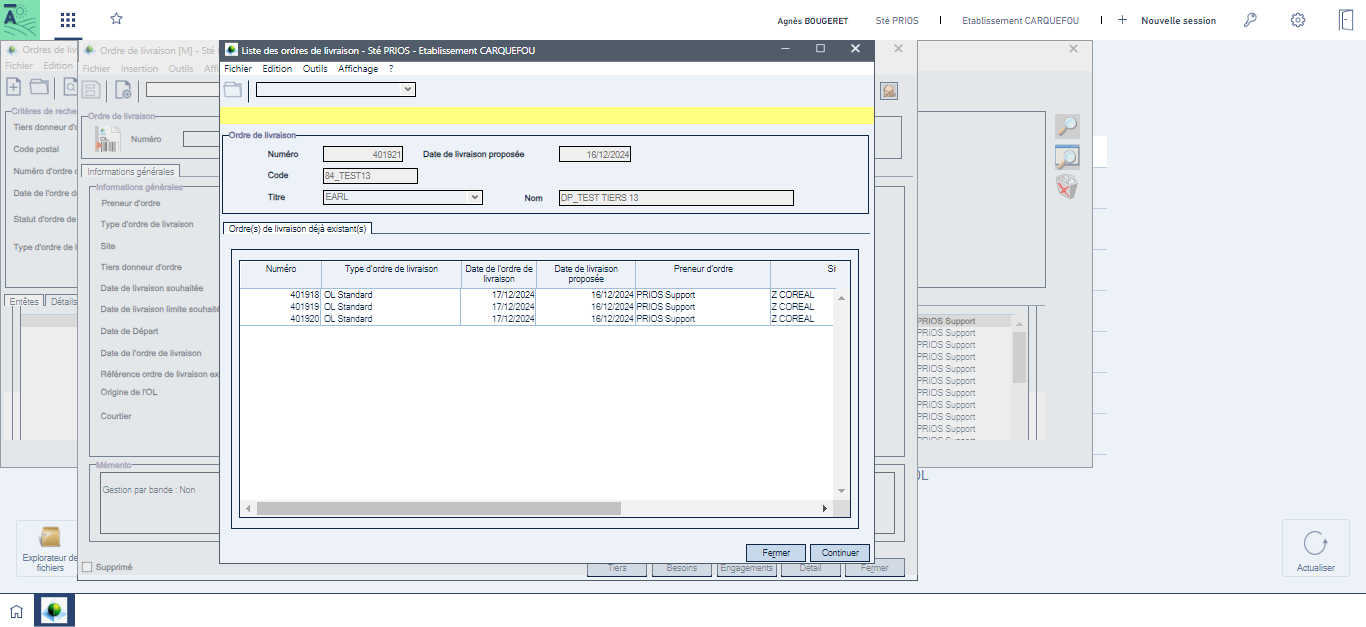 Agnès BOUGERET
Sté PRIOS
Etablissement CARQUEFOU
Nouvelle session
Ordres de liv
Ordre de livraison [M] - Sté
Liste des ordres de livraison - Sté PRIOS - Etablissement CARQUEFOU
Fichier Edition
Fichier Insertion Outils Affi
Fichier Edition Outils Affichage ?
Critères de reche
Tiers donneur d'o
Code postal
Numéro d'ordre d
Date de l'ordre d
Statut d'ordre de
Type d'ordre de l
Entêtes Détails
Ordre de livraison
Numéro
Informations générales
Informations générales
Preneur d'ordre
Type d'ordre de livraison
Site
Tiers donneur d'ordre
Date de livraison souhaitée
Date de livraison limite souhaité
Date de Départ
Date de l'ordre de livraison
Référence ordre de livraison ex
Origine de l'OL
Courtier
Mémento
Gestion par bande : Non
Supprimé
Ordre de livraison
Numéro 401921 Date de livraison proposée 16/12/2024
Code 84_TEST13
Titre EARL Nom DP_TEST TIERS 13
Ordre(s) de livraison déjà existant(s)
Numéro Type d'ordre de livraison Date de l'ordre de livraison Date de livraison proposée Preneur d'ordre Sit
401918 OL Standard 17/12/2024 16/12/2024 PRIOS Support Z COREAL
401919 OL Standard 17/12/2024 16/12/2024 PRIOS Support Z COREAL
401920 OL Standard 17/12/2024 16/12/2024 PRIOS Support Z COREAL
Fermer Continuer
Tiers Besoins Engagements Détail Fermer
PRIOS Support
PRIOS Support
PRIOS Support
PRIOS Support
PRIOS Support
PRIOS Support
PRIOS Support
PRIOS Support
PRIOS Support
PRIOS Support
PRIOS Support
OL
Explorateur de
fichiers
Actualiser